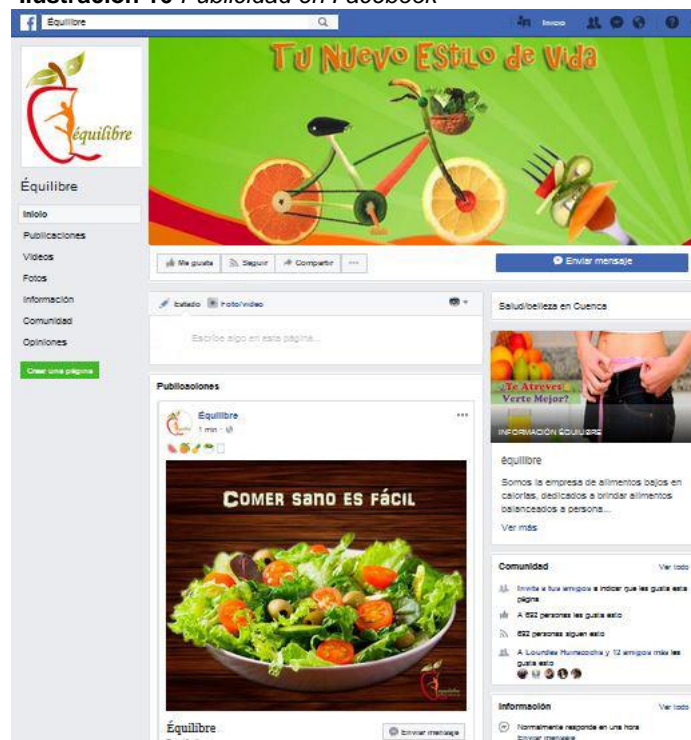 Ilustración 10 Publicidad en Facebook
Équilibre
Inicio
équilibre
Tu Nuevo Estilo de Vida
Équilibre
Inicio
Publicaciones
Videos
Fotos
Información
Comunidad
Opiniones
Crear una página
Me gusta Seguir Compartir ...
Enviar mensaje
Estado Foto/video
Escribe algo en esta página...
Publicaciones
Équilibre
1 min
Comer sano es fácil
équilibre
Équilibre
Enviar mensaje
Salud/belleza en Cuenca
¿Te Atreves a
Verte Mejor?
INFORMACIÓN ÉQUILIBRE
équilibre
Somos la empresa de alimentos bajos en
calorías, dedicados a brindar alimentos
balanceados a persona...
Ver más
Comunidad Ver todo
Invita a tus amigos a indicar que les gusta esta
página
A 692 personas les gusta esto
692 personas siguen esto
A Lourdes Huiracocha y 12 amigos más les
gusta esto
Información Ver todo
Normalmente responde en una hora
Enviar mensaje